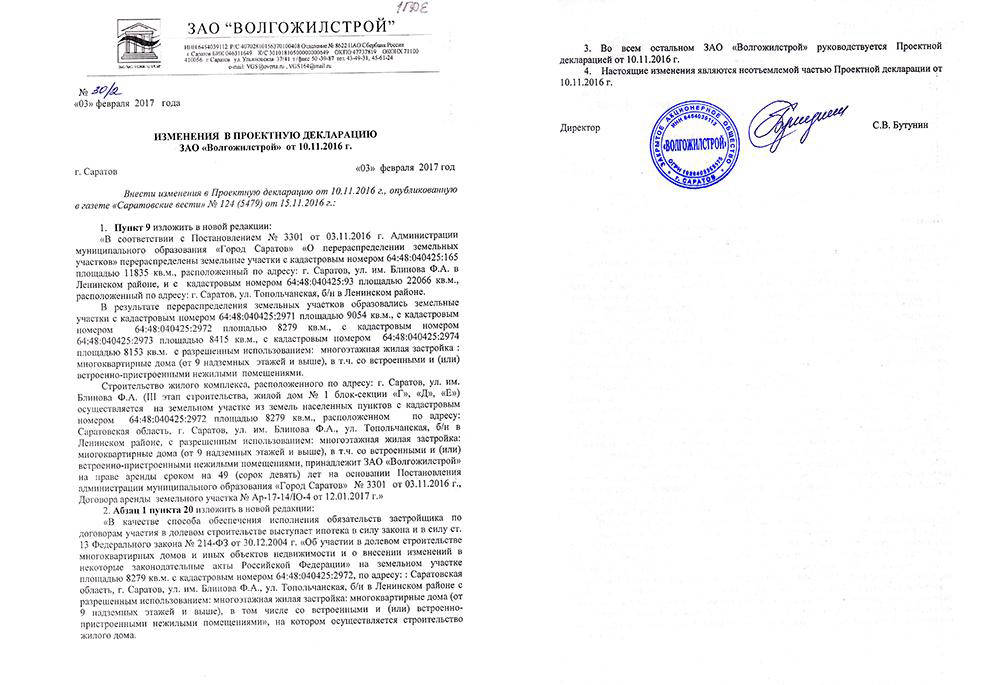 ЗАО “ВОЛГОЖИЛСТРОЙ”
ИНН 6454039112 Р/С 40702810156370100408 Отделение № 8622 ПАО Сбербанк России
г. Саратов БИК 046311649 К/С 30101810500000000649 ОКПО 47737819 ОКОНХ 71100
410056 г. Саратов ул. Ульяновская 37/41 т/факс 50-39-87 тел. 43-49-31, 45-61-24
e-mail: VGS@overta.ru , VGS164@mail.ru
№ 30/2
«03» февраля 2017 года
ИЗМЕНЕНИЯ В ПРОЕКТНУЮ ДЕКЛАРАЦИЮ
ЗАО «Волгожилстрой» от 10.11.2016 г.
г. Саратов «03» февраля 2017 год
Внести изменения в Проектную декларацию от 10.11.2016 г., опубликованную
в газете «Саратовские вести» № 124 (5479) от 15.11.2016 г.:
1. Пункт 9 изложить в новой редакции:
«В соответствии с Постановлением № 3301 от 03.11.2016 г. Администрации
муниципального образования «Город Саратов» «О перераспределении земельных
участков» перераспределены земельные участки с кадастровым номером 64:48:040425:165
площадью 11835 кв.м., расположенный по адресу: г. Саратов, ул. им. Блинова Ф.А. в
Ленинском районе, и с кадастровым номером 64:48:040425:93 площадью 22066 кв.м.,
расположенный по адресу: г. Саратов, ул. Топольчанская, б/н в Ленинском районе.
В результате перераспределения земельных участков образовались земельные
участки с кадастровым номером 64:48:040425:2971 площадью 9054 кв.м., с кадастровым
номером 64:48:040425:2972 площадью 8279 кв.м., с кадастровым номером
64:48:040425:2973 площадью 8415 кв.м., с кадастровым номером 64:48:040425:2974
площадью 8153 кв.м. с разрешенным использованием: многоэтажная жилая застройка :
многоквартирные дома (от 9 надземных этажей и выше), в т.ч. со встроенными и (или)
встроенно-пристроенными нежилыми помещениями.
Строительство жилого комплекса, расположенного по адресу: г. Саратов, ул. им.
Блинова Ф.А. (III этап строительства, жилой дом № 1 блок-секции «Г», «Д», «Е»)
осуществляется на земельном участке из земель населенных пунктов с кадастровым
номером 64:48:040425:2972 площадью 8279 кв.м., расположенном по адресу:
Саратовская область, г. Саратов, ул. им. Блинова Ф.А., ул. Топольчанская, б/н в
Ленинском районе, с разрешенным использованием: многоэтажная жилая застройка:
многоквартирные дома (от 9 надземных этажей и выше), в т.ч. со встроенными и (или)
встроенно-пристроенными нежилыми помещениями, принадлежит ЗАО «Волгожилстрой»
на праве аренды сроком на 49 (сорок девять) лет на основании Постановления
администрации муниципального образования «Город Саратов» № 3301 от 03.11.2016 г.,
Договора аренды земельного участка № Ар-17-14/Ю-4 от 12.01.2017 г.»
2. Абзац 1 пункта 20 изложить в новой редакции:
«В качестве способа обеспечения исполнения обязательств застройщика по
договорам участия в долевом строительстве выступает ипотека в силу закона и в силу ст.
13 Федерального закона № 214-ФЗ от 30.12.2004 г. «Об участии в долевом строительстве
многоквартирных домов и иных объектов недвижимости и о внесении изменений в
некоторые законодательные акты Российской Федерации» на земельном участке
площадью 8279 кв.м. с кадастровым номером 64:48:040425:2972, по адресу: : Саратовская
область, г. Саратов, ул. им. Блинова Ф.А., ул. Топольчанская, б/н в Ленинском районе с
разрешенным использованием: многоэтажная жилая застройка: многоквартирные дома (от
9 надземных этажей и выше), в том числе со встроенными и (или) встроенно-
пристроенными нежилыми помещениями», на котором осуществляется строительство
жилого дома.
3. Во всем остальном ЗАО «Волгожилстрой» руководствуется Проектной
декларацией от 10.11.2016 г.
4. Настоящие изменения являются неотъемлемой частью Проектной декларации от
10.11.2016 г.
Директор С.В. Бутунин
ЗАКРЫТОЕ АКЦИОНЕРНОЕ ОБЩЕСТВО
ИНН 6454039112
«ВОЛГОЖИЛСТРОЙ»
г. САРАТОВ